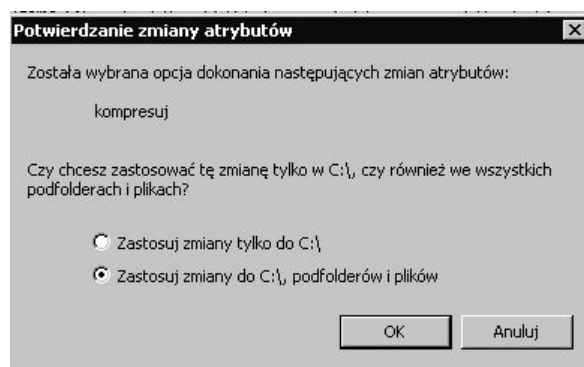 Potwierdzanie zmiany atrybutów
Została wybrana opcja dokonania następujących zmian atrybutów:
kompresuj
Czy chcesz zastosować tę zmianę tylko w C:\, czy również we wszystkich
podfolderach i plikach?
Zastosuj zmiany tylko do C:\
Zastosuj zmiany do C:\, podfolderów i plików
OK
Anuluj